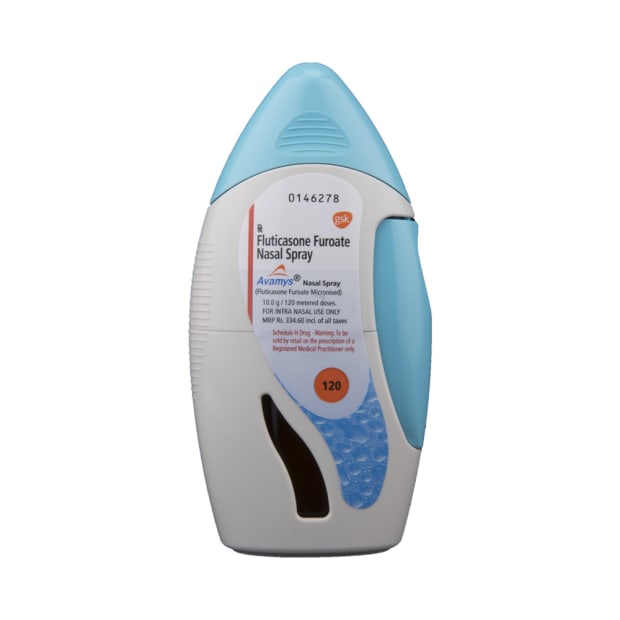 0146278
gsk
℞
Fluticasone Furoate
Nasal Spray
Avamys® Nasal Spray
(Fluticasone Furoate Micronised)
10.0 g / 120 metered doses.
FOR INTRA NASAL USE ONLY
MRP Rs. 334.60 incl. of all taxes
Schedule H Drug - Warning: To be
sold by retail on the prescription of a
Registered Medical Practitioner only.
120